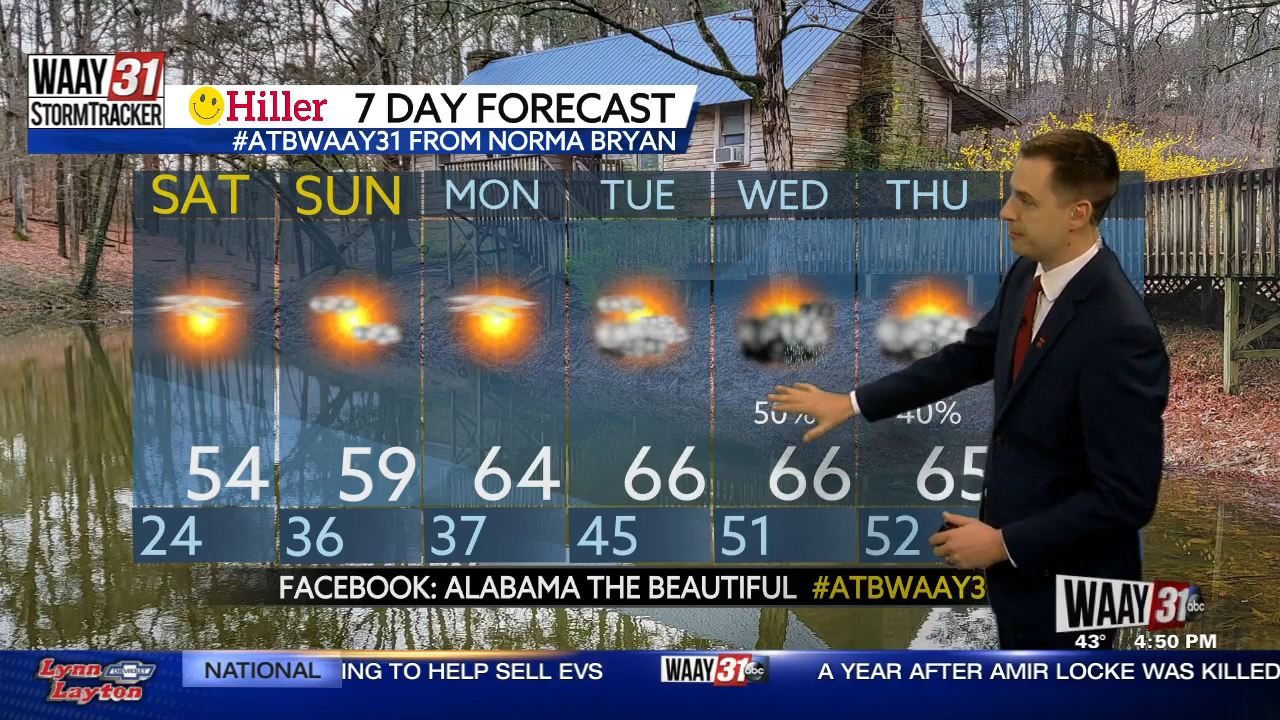 WAAY 31
STORMTRACKER
Hiller 7 DAY FORECAST
#ATBWAAY31 FROM NORMA BRYAN
SAT SUN MON TUE WED THU
50% 40%
54 59 64 66 66 65
24 36 37 45 51 52
FACEBOOK: ALABAMA THE BEAUTIFUL #ATBWAAY3
WAAY 31 abc
43° 4:50 PM
Lynn Layton CHEVROLET NATIONAL ING TO HELP SELL EVS WAAY 31 abc A YEAR AFTER AMIR LOCKE WAS KILLED